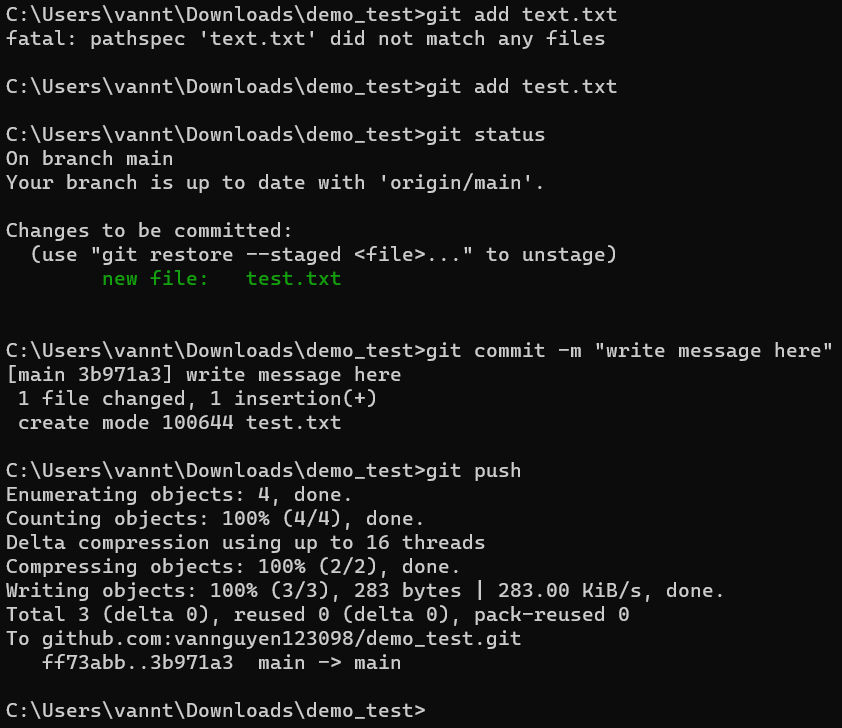 C:\Users\vannt\Downloads\demo_test>git add text.txt
fatal: pathspec 'text.txt' did not match any files
C:\Users\vannt\Downloads\demo_test>git add test.txt
C:\Users\vannt\Downloads\demo_test>git status
On branch main
Your branch is up to date with 'origin/main'.
Changes to be committed:
  (use "git restore --staged <file>..." to unstage)
        new file:   test.txt
C:\Users\vannt\Downloads\demo_test>git commit -m "write message here"
[main 3b971a3] write message here
 1 file changed, 1 insertion(+)
 create mode 100644 test.txt
C:\Users\vannt\Downloads\demo_test>git push
Enumerating objects: 4, done.
Counting objects: 100% (4/4), done.
Delta compression using up to 16 threads
Compressing objects: 100% (2/2), done.
Writing objects: 100% (3/3), 283 bytes | 283.00 KiB/s, done.
Total 3 (delta 0), reused 0 (delta 0), pack-reused 0
To github.com:vannguyen123098/demo_test.git
   ff73abb..3b971a3  main -> main
C:\Users\vannt\Downloads\demo_test>